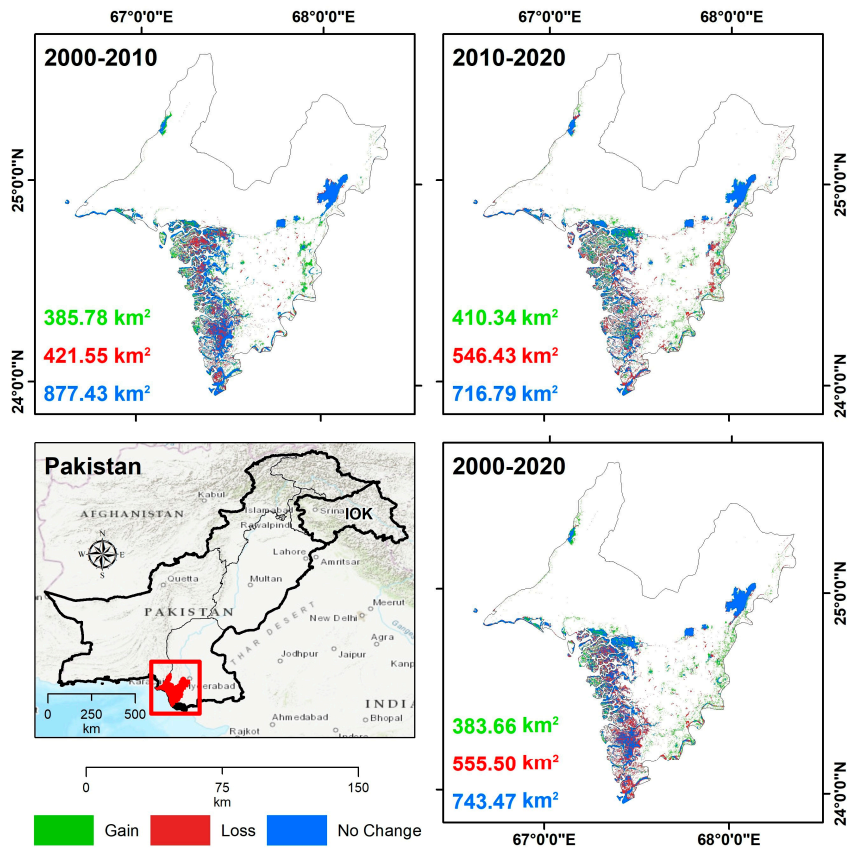 67°0'0"E
68°0'0"E
67°0'0"E
68°0'0"E
2000-2010
2010-2020
25°0'0"N
25°0'0"N
385.78 km²
421.55 km²
877.43 km²
410.34 km²
546.43 km²
716.79 km²
24°0'0"N
24°0'0"N
Pakistan
2000-2020
Kabul
AFGHANISTAN
Islamabad
Srina
IOK
Rawalpindi
N
W
E
S
Lahore
Amritsar
Quetta
Multan
PAKISTAN
Meerut
New Delhi
THAR DESERT
Ganges
Agra
Jodhpur
Jaipur
Kanp
25°0'0"N
Kara
yderabad
0
250
500
km
INDIA
Ahmedabad
Bhopal
Rajkot
Indore
383.66 km²
555.50 km²
743.47 km²
24°0'0"N
0
75
150
km
Gain
Loss
No Change
67°0'0"E
68°0'0"E